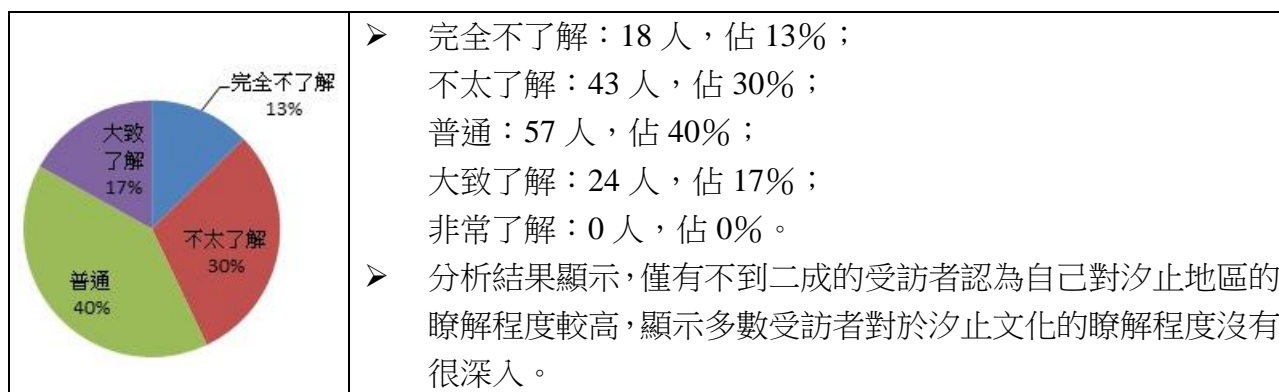 完全不了解
13%
大致
了解
17%
不太了解
30%
普通
40%
➢ 完全不了解：18 人，佔 13%；
不太了解：43 人，佔 30%；
普通：57 人，佔 40%；
大致了解：24 人，佔 17%；
非常了解：0 人，佔 0%。
➢ 分析結果顯示，僅有不到二成的受訪者認為自己對汐止地區的
瞭解程度較高，顯示多數受訪者對於汐止文化的瞭解程度沒有
很深入。